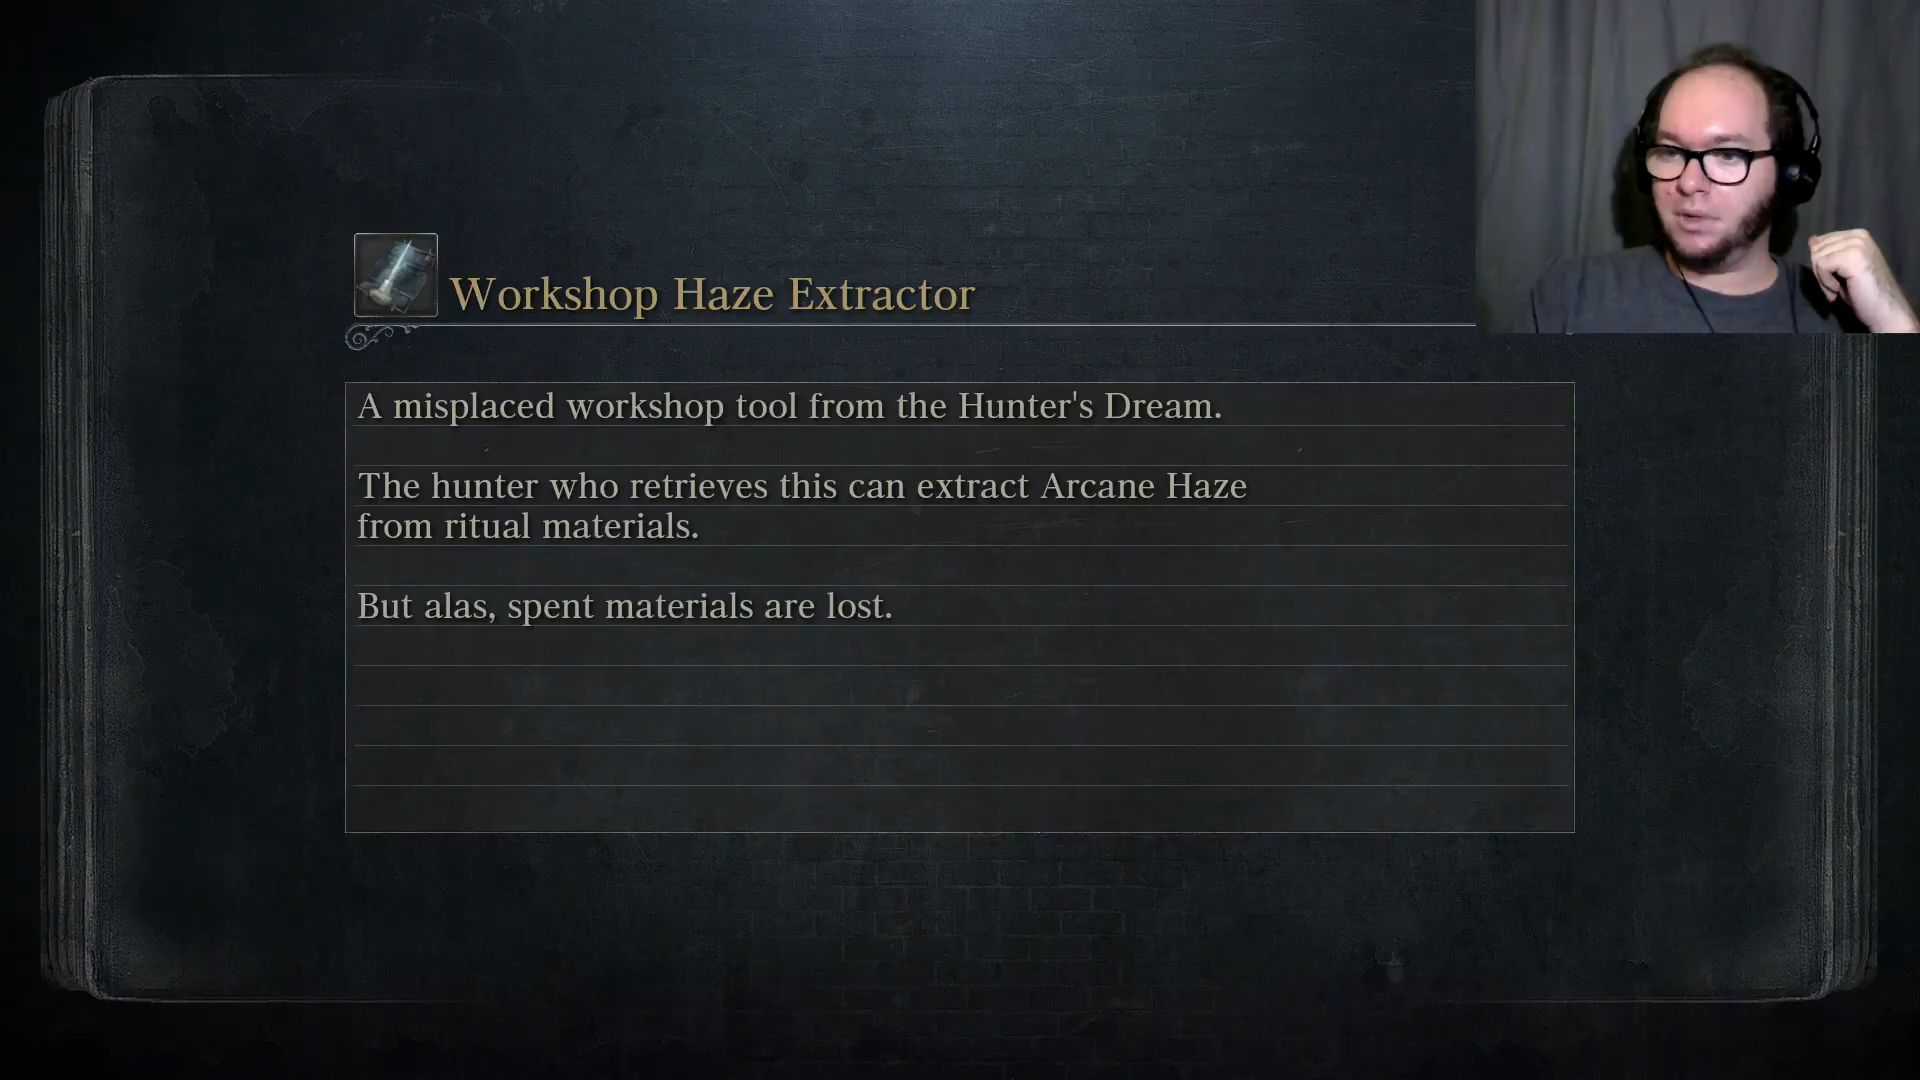 Workshop Haze Extractor
A misplaced workshop tool from the Hunter's Dream.
The hunter who retrieves this can extract Arcane Haze
from ritual materials.
But alas, spent materials are lost.